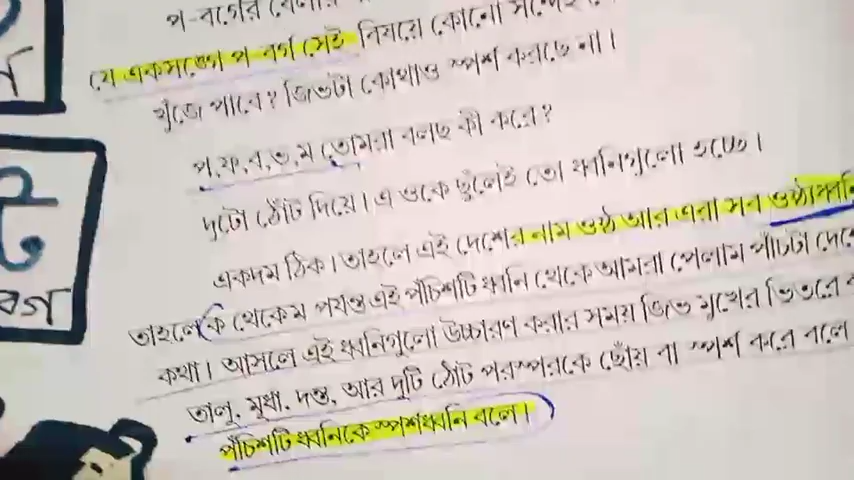 প-বর্গের বেলায়
যে একসঙ্গে প-বর্গ সেই বিষয়ে কোনো সন্দেহ
খুঁজে পাবে? জিভটা কোথাও স্পর্শ করছে না।
প,ফ,ব,ভ,ম তোমরা বলছ কী করে?
দুটো ঠোঁট দিয়ে। এ ওকে ছুঁলেই তো ধ্বনিগুলো হচ্ছে।
একদম ঠিক। তাহলে এই দেশের নাম ওষ্ঠ আর এরা সব ওষ্ঠ্যধ্বনি
তাহলে ক থেকে ম পর্যন্ত এই পঁচিশটি ধ্বনি থেকে আমরা পেলাম পাঁচটা
কথা। আসলে এই ধ্বনিগুলো উচ্চারণ করার সময় জিভ মুখের ভিতরে
তালু, মূর্ধা, দন্ত, আর দুটি ঠোঁট পরস্পরকে ছোঁয় বা স্পর্শ করে বলে
পঁচিশটি ধ্বনিকে স্পর্শধ্বনি বলে।
ট
বর্গ